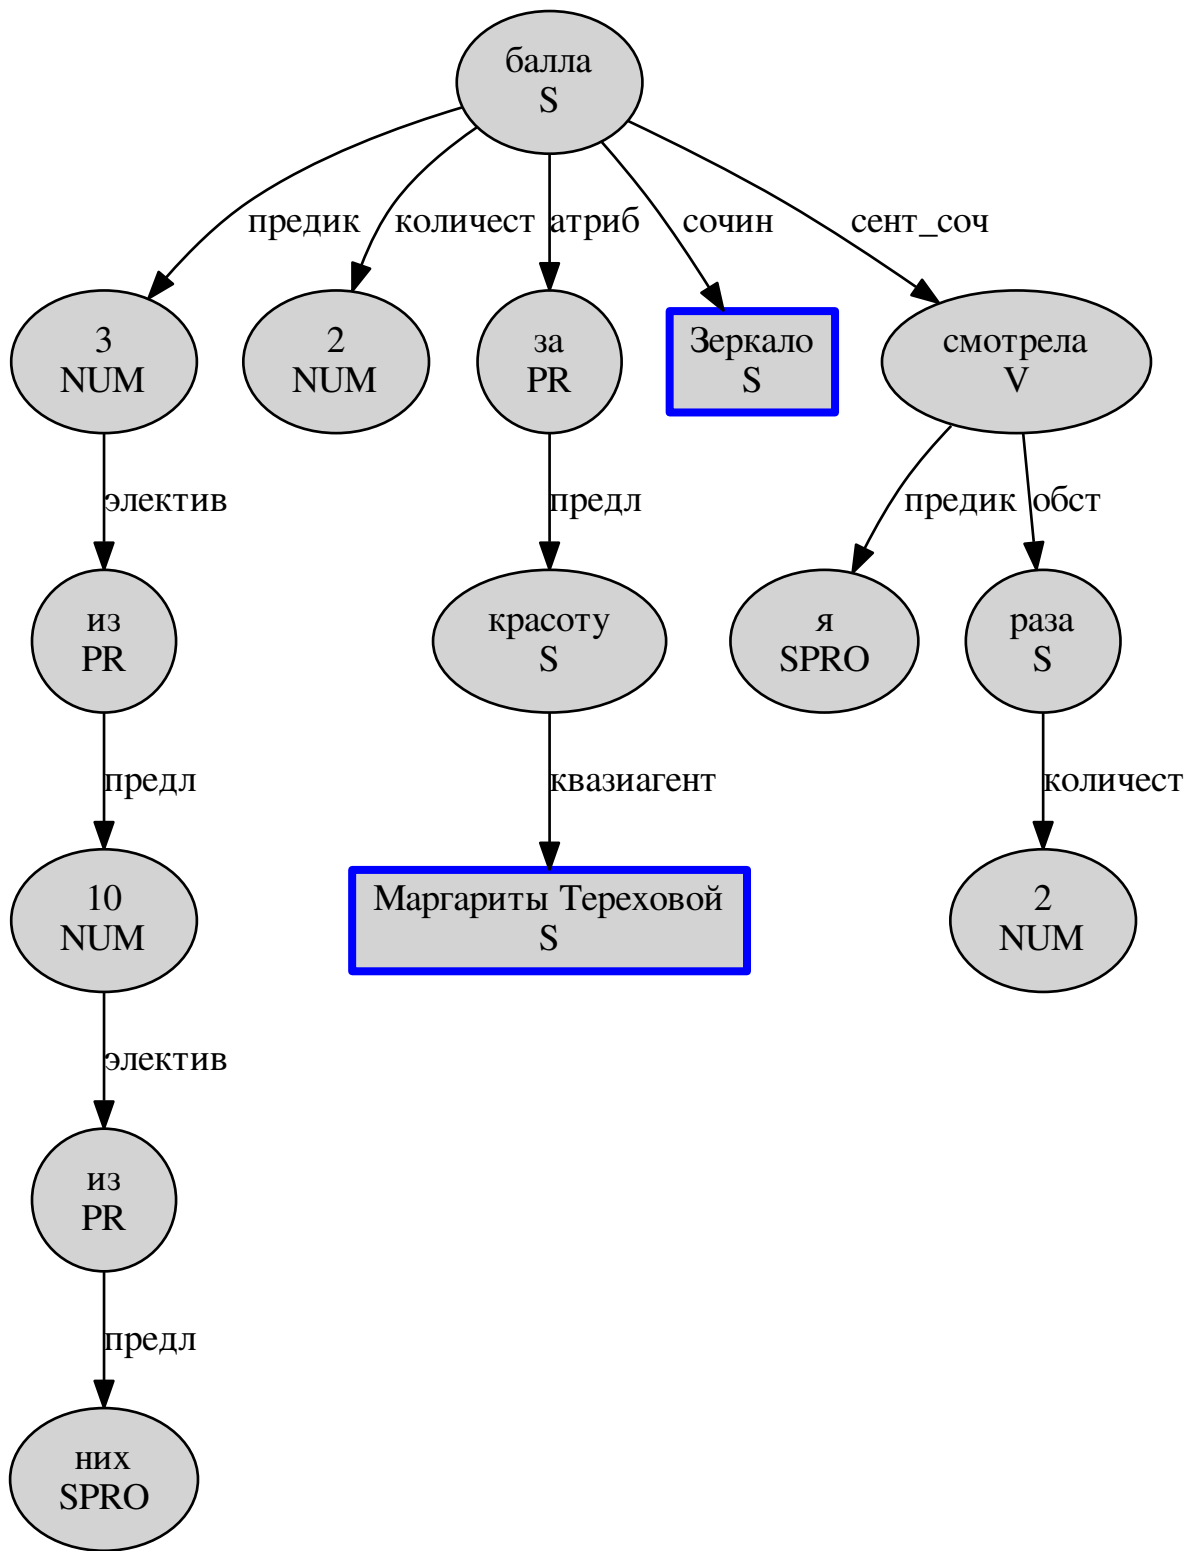 балла
S
предик
количест
атриб
сочин
сент_соч
3
NUM
2
NUM
за
PR
Зеркало
S
смотрела
V
электив
предл
предик
обст
из
PR
красоту
S
я
SPRO
раза
S
предл
квазиагент
количест
10
NUM
Маргариты Тереховой
S
2
NUM
электив
из
PR
предл
них
SPRO